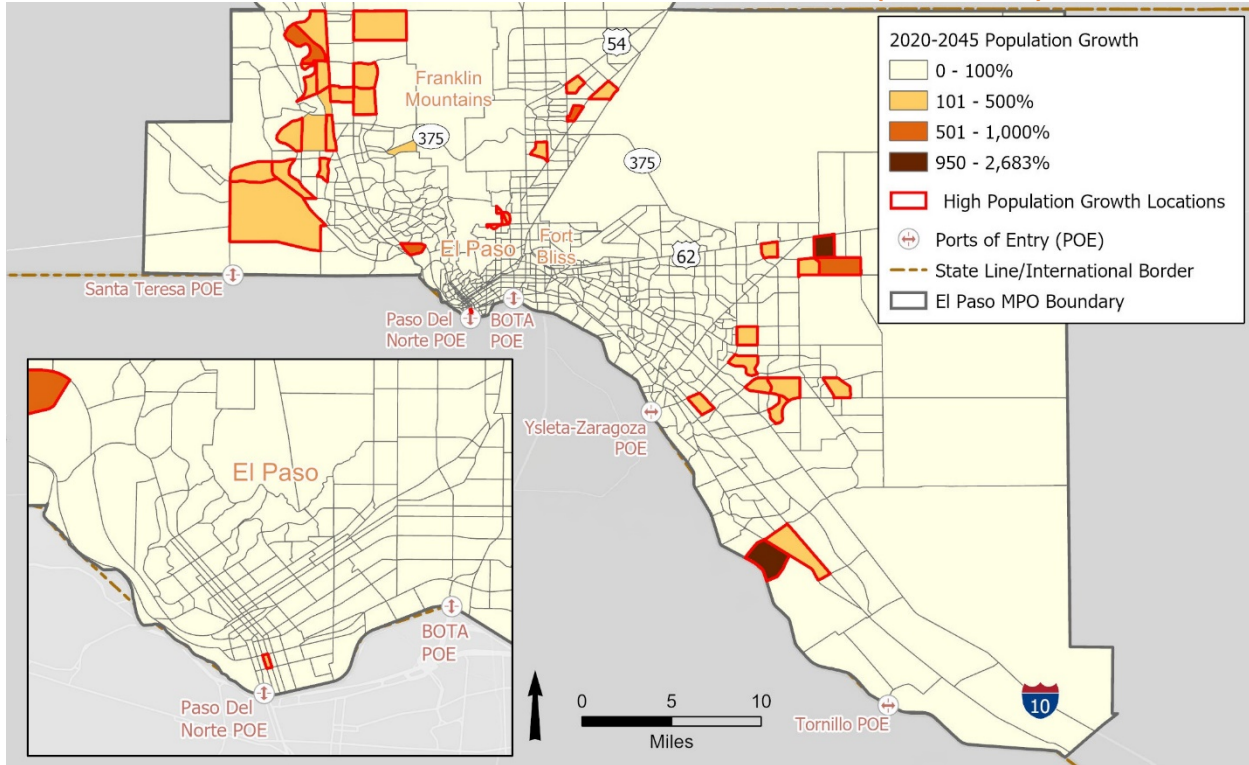 54
Franklin
Mountains
375
375
El Paso
Fort
Bliss
62
Santa Teresa POE
Paso Del
Norte POE
BOTA
POE
Ysleta-Zaragoza
POE
Tornillo POE
10
2020-2045 Population Growth
0 - 100%
101 - 500%
501 - 1,000%
950 - 2,683%
High Population Growth Locations
Ports of Entry (POE)
State Line/International Border
El Paso MPO Boundary
El Paso
BOTA
POE
Paso Del
Norte POE
0 5 10
Miles